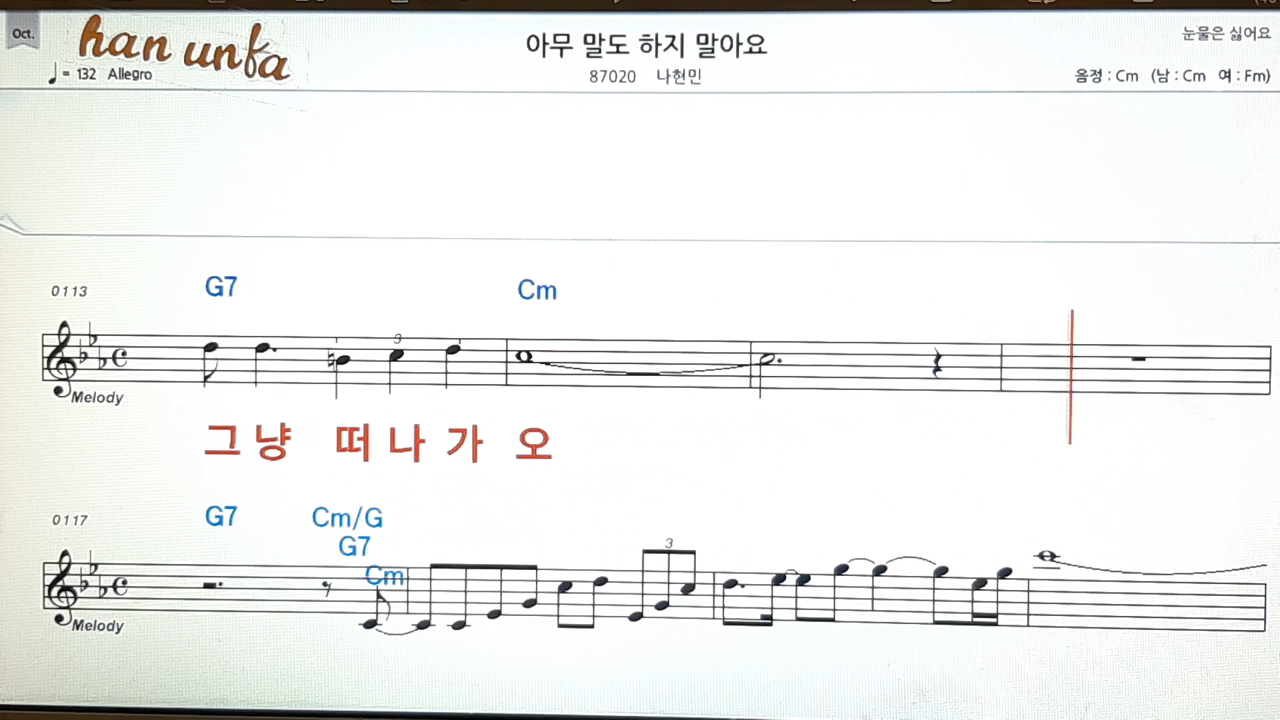 Oct.
han unfa
아무 말도 하지 말아요
눈물은 싫어요
= 132 Allegro
87020 나현민
음정 : Cm (남 : Cm 여 : Fm)
0113
G7 Cm
3
Melody
그냥 떠나가 오
0117
G7 Cm/G
G7
Cm
3
Melody